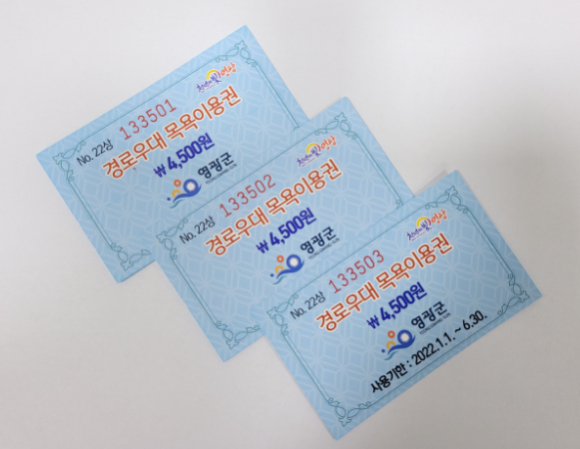 No. 22상 133501
경로우대 목욕이용권
₩4,500원
영광군
No. 22상 133502
경로우대 목욕이용권
₩4,500원
영광군
No. 22상 133503
경로우대 목욕이용권
₩4,500원
영광군
사용기한 : 2022.1.1. ~ 6.30.